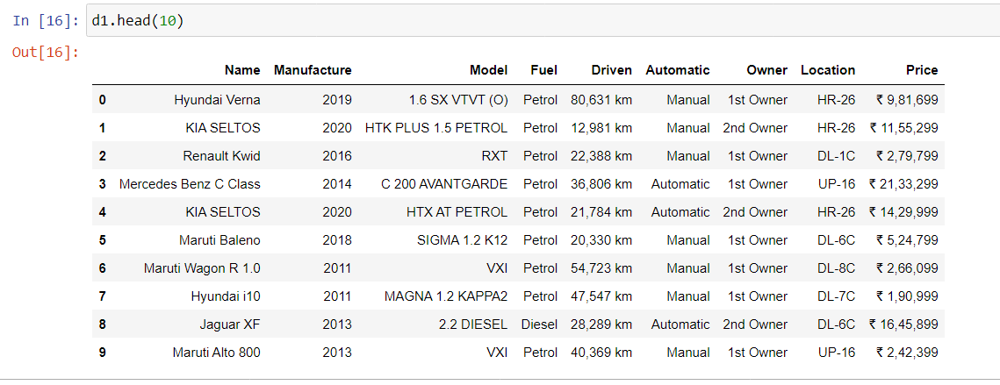 In [16]: d1.head(10)
Out[16]:
Name Manufacture Model Fuel Driven Automatic Owner Location Price
0 Hyundai Verna 2019 1.6 SX VTVT (O) Petrol 80,631 km Manual 1st Owner HR-26 ₹ 9,81,699
1 KIA SELTOS 2020 HTK PLUS 1.5 PETROL Petrol 12,981 km Manual 2nd Owner HR-26 ₹ 11,55,299
2 Renault Kwid 2016 RXT Petrol 22,388 km Manual 1st Owner DL-1C ₹ 2,79,799
3 Mercedes Benz C Class 2014 C 200 AVANTGARDE Petrol 36,806 km Automatic 1st Owner UP-16 ₹ 21,33,299
4 KIA SELTOS 2020 HTX AT PETROL Petrol 21,784 km Automatic 2nd Owner HR-26 ₹ 14,29,999
5 Maruti Baleno 2018 SIGMA 1.2 K12 Petrol 20,330 km Manual 1st Owner DL-6C ₹ 5,24,799
6 Maruti Wagon R 1.0 2011 VXI Petrol 54,723 km Manual 1st Owner DL-8C ₹ 2,66,099
7 Hyundai i10 2011 MAGNA 1.2 KAPPA2 Petrol 47,547 km Manual 1st Owner DL-7C ₹ 1,90,999
8 Jaguar XF 2013 2.2 DIESEL Diesel 28,289 km Automatic 2nd Owner DL-6C ₹ 16,45,899
9 Maruti Alto 800 2013 VXI Petrol 40,369 km Manual 1st Owner UP-16 ₹ 2,42,399